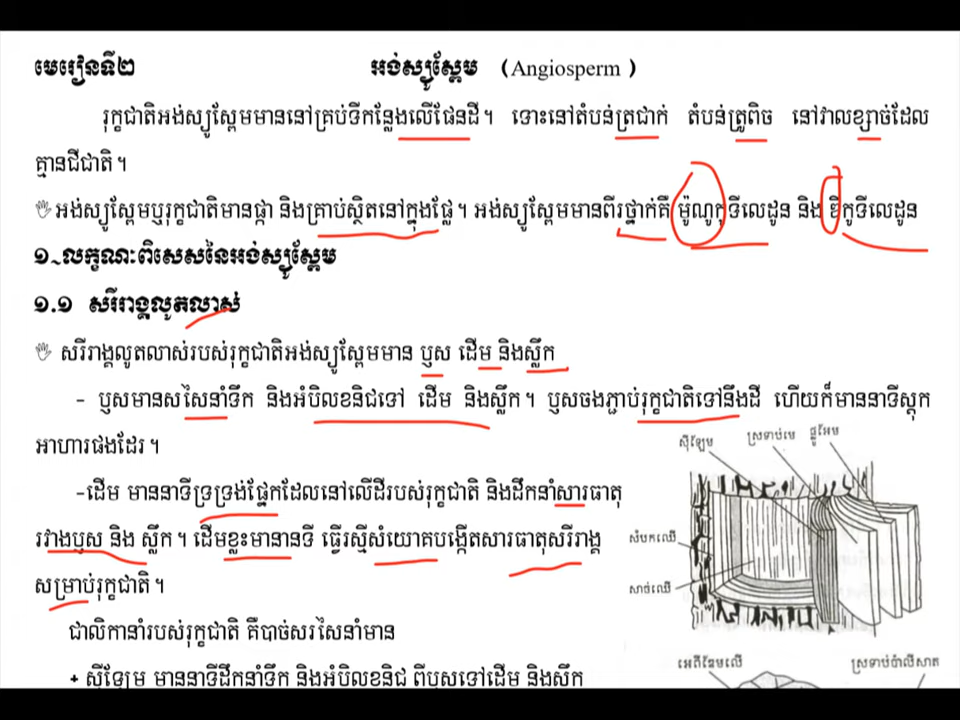 មេរៀនទី២ អង់ស្យូស្ពែម (Angiosperm)
រុក្ខជាតិអង់ស្យូស្ពែមមាននៅគ្រប់ទីកន្លែងលើផែនដី។ ទោះនៅតំបន់ត្រជាក់ តំបន់ត្រូពិច នៅវាលខ្សាច់ដែល
គ្មានជីជាតិ។
អង់ស្យូស្ពែមឬរុក្ខជាតិមានផ្កា និងគ្រាប់ស្ថិតនៅក្នុងផ្លែ។ អង់ស្យូស្ពែមមានពីរថ្នាក់គឺ ម៉ូណូកូទីលេដូន និង ឌីកូទីលេដូន
១~លក្ខណៈពិសេសនៃអង់ស្យូស្ពែម
១.១ សរីរាង្គលូតលាស់
សរីរាង្គលូតលាស់របស់រុក្ខជាតិអង់ស្យូស្ពែមមាន ឫស ដើម និងស្លឹក
- ឫសមានសសៃនាំទឹក និងអំបិលខនិជទៅ ដើម និងស្លឹក។ ឫសចងភ្ជាប់រុក្ខជាតិទៅនឹងដី ហើយក៏មាននាទីស្តុក
អាហារផងដែរ។
-ដើម មាននាទីទ្រទ្រង់ផ្នែកដែលនៅលើដីរបស់រុក្ខជាតិ និងដឹកនាំសារធាតុ
រវាងឫស និង ស្លឹក។ ដើមខ្លះមាននាទី ធ្វើរស្មីសំយោគបង្កើតសារធាតុសរីរាង្គ
សម្រាប់រុក្ខជាតិ។
ជាលិកានាំរបស់រុក្ខជាតិ គឺបាច់សរសៃនាំមាន
+ ស៊ីឡែម មាននាទីដឹកនាំទឹក និងអំបិលខនិជ ពីឫសទៅដើម និងស្លឹក
ស៊ីឡែម ស្រទាប់មេ ផ្លូអែម
សំបកឈើ
សាច់ឈើ
អេពីឌែមលើ ស្រទាប់ប៉ាលីសាត